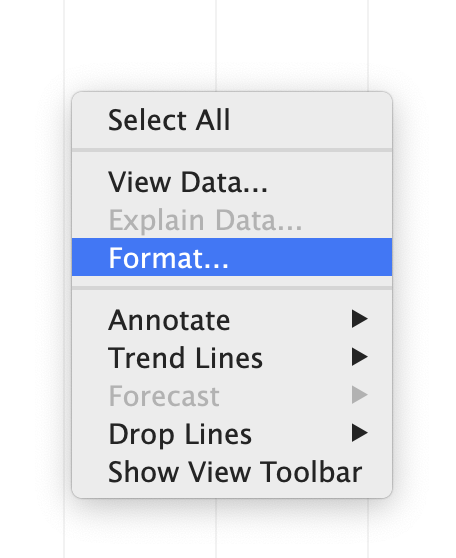 Select All
View Data...
Explain Data...
Format...
Annotate
Trend Lines
Forecast
Drop Lines
Show View Toolbar